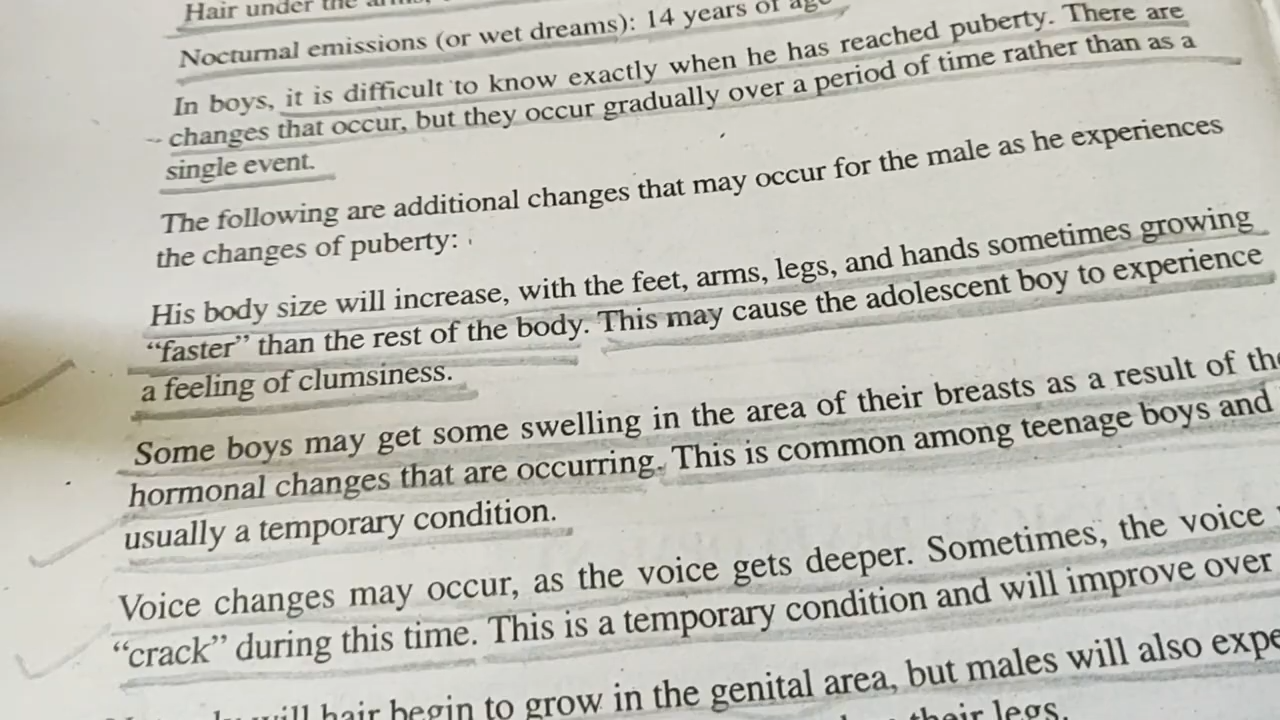 Hair under the
Nocturnal emissions (or wet dreams): 14 years of age
In boys, it is difficult to know exactly when he has reached puberty. There are
changes that occur, but they occur gradually over a period of time rather than as a
single event.
The following are additional changes that may occur for the male as he experiences
the changes of puberty:
His body size will increase, with the feet, arms, legs, and hands sometimes growing
“faster” than the rest of the body. This may cause the adolescent boy to experience
a feeling of clumsiness.
Some boys may get some swelling in the area of their breasts as a result of the
hormonal changes that are occurring. This is common among teenage boys and
usually a temporary condition.
Voice changes may occur, as the voice gets deeper. Sometimes, the voice
“crack” during this time. This is a temporary condition and will improve over
will hair begin to grow in the genital area, but males will also
their legs.